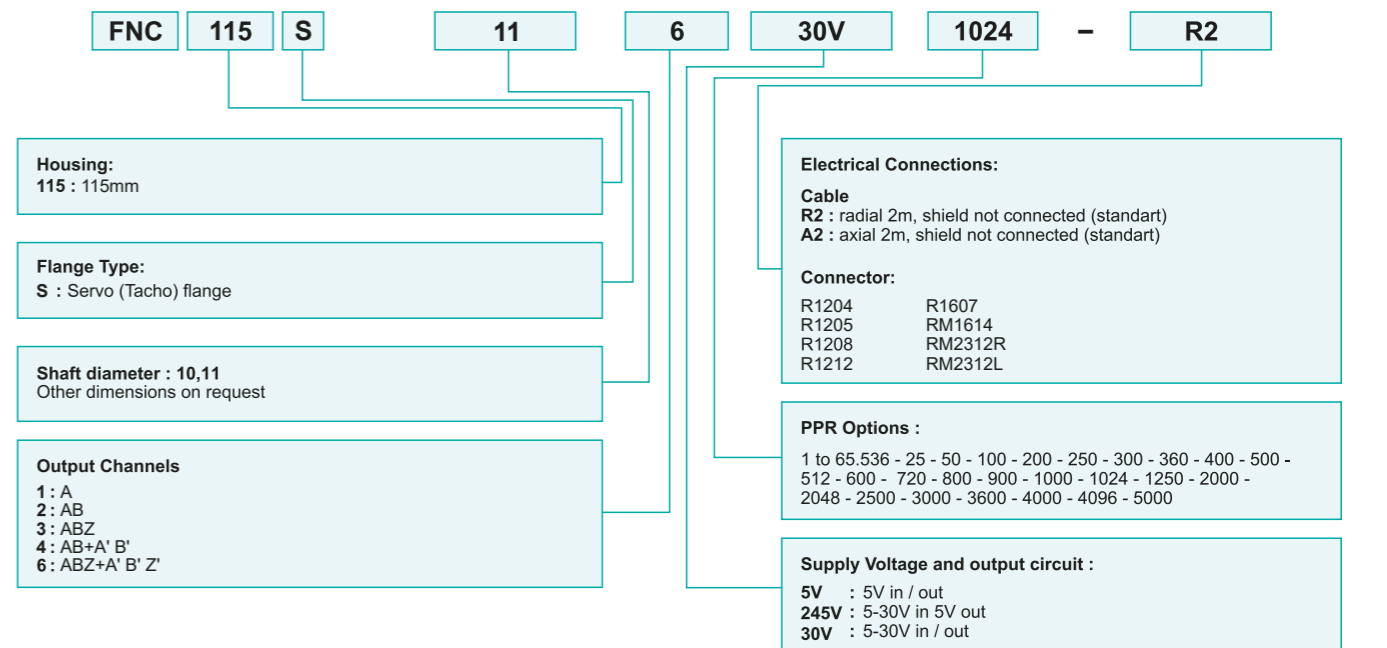 FNC 115 S 11 6 30V 1024 – R2
Housing:
115 : 115mm
Flange Type:
S : Servo (Tacho) flange
Shaft diameter : 10,11
Other dimensions on request
Output Channels
1 : A
2 : AB
3 : ABZ
4 : AB+A' B'
6 : ABZ+A' B' Z'
Electrical Connections:
Cable
R2 : radial 2m, shield not connected (standart)
A2 : axial 2m, shield not connected (standart)
Connector:
R1204 R1607
R1205 RM1614
R1208 RM2312R
R1212 RM2312L
PPR Options :
1 to 65.536 - 25 - 50 - 100 - 200 - 250 - 300 - 360 - 400 - 500 -
512 - 600 - 720 - 800 - 900 - 1000 - 1024 - 1250 - 2000 -
2048 - 2500 - 3000 - 3600 - 4000 - 4096 - 5000
Supply Voltage and output circuit :
5V : 5V in / out
245V : 5-30V in 5V out
30V : 5-30V in / out